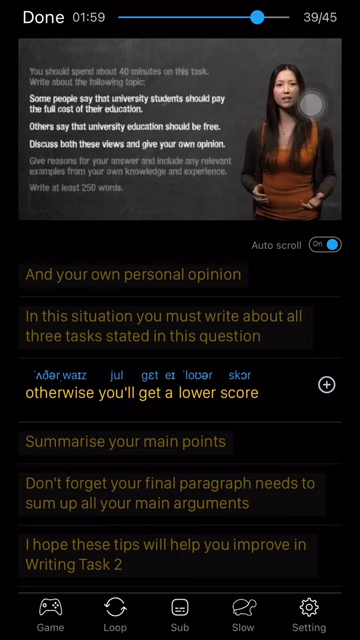 Done 01:59 39/45
You should spend about 40 minutes on this task.
Write about the following topic:
Some people say that university students should pay
the full cost of their education.
Others say that university education should be free.
Discuss both these views and give your own opinion.
Give reasons for your answer and include any relevant
examples from your own knowledge and experience.
Write at least 250 words.
Auto scroll On
And your own personal opinion
In this situation you must write about all
three tasks stated in this question
ˈʌðərˌwaɪz jul gɛt eɪ ˈloʊər skɔr
otherwise you'll get a lower score
Summarise your main points
Don't forget your final paragraph needs to
sum up all your main arguments
I hope these tips will help you improve in
Writing Task 2
Game Loop Sub Slow Setting